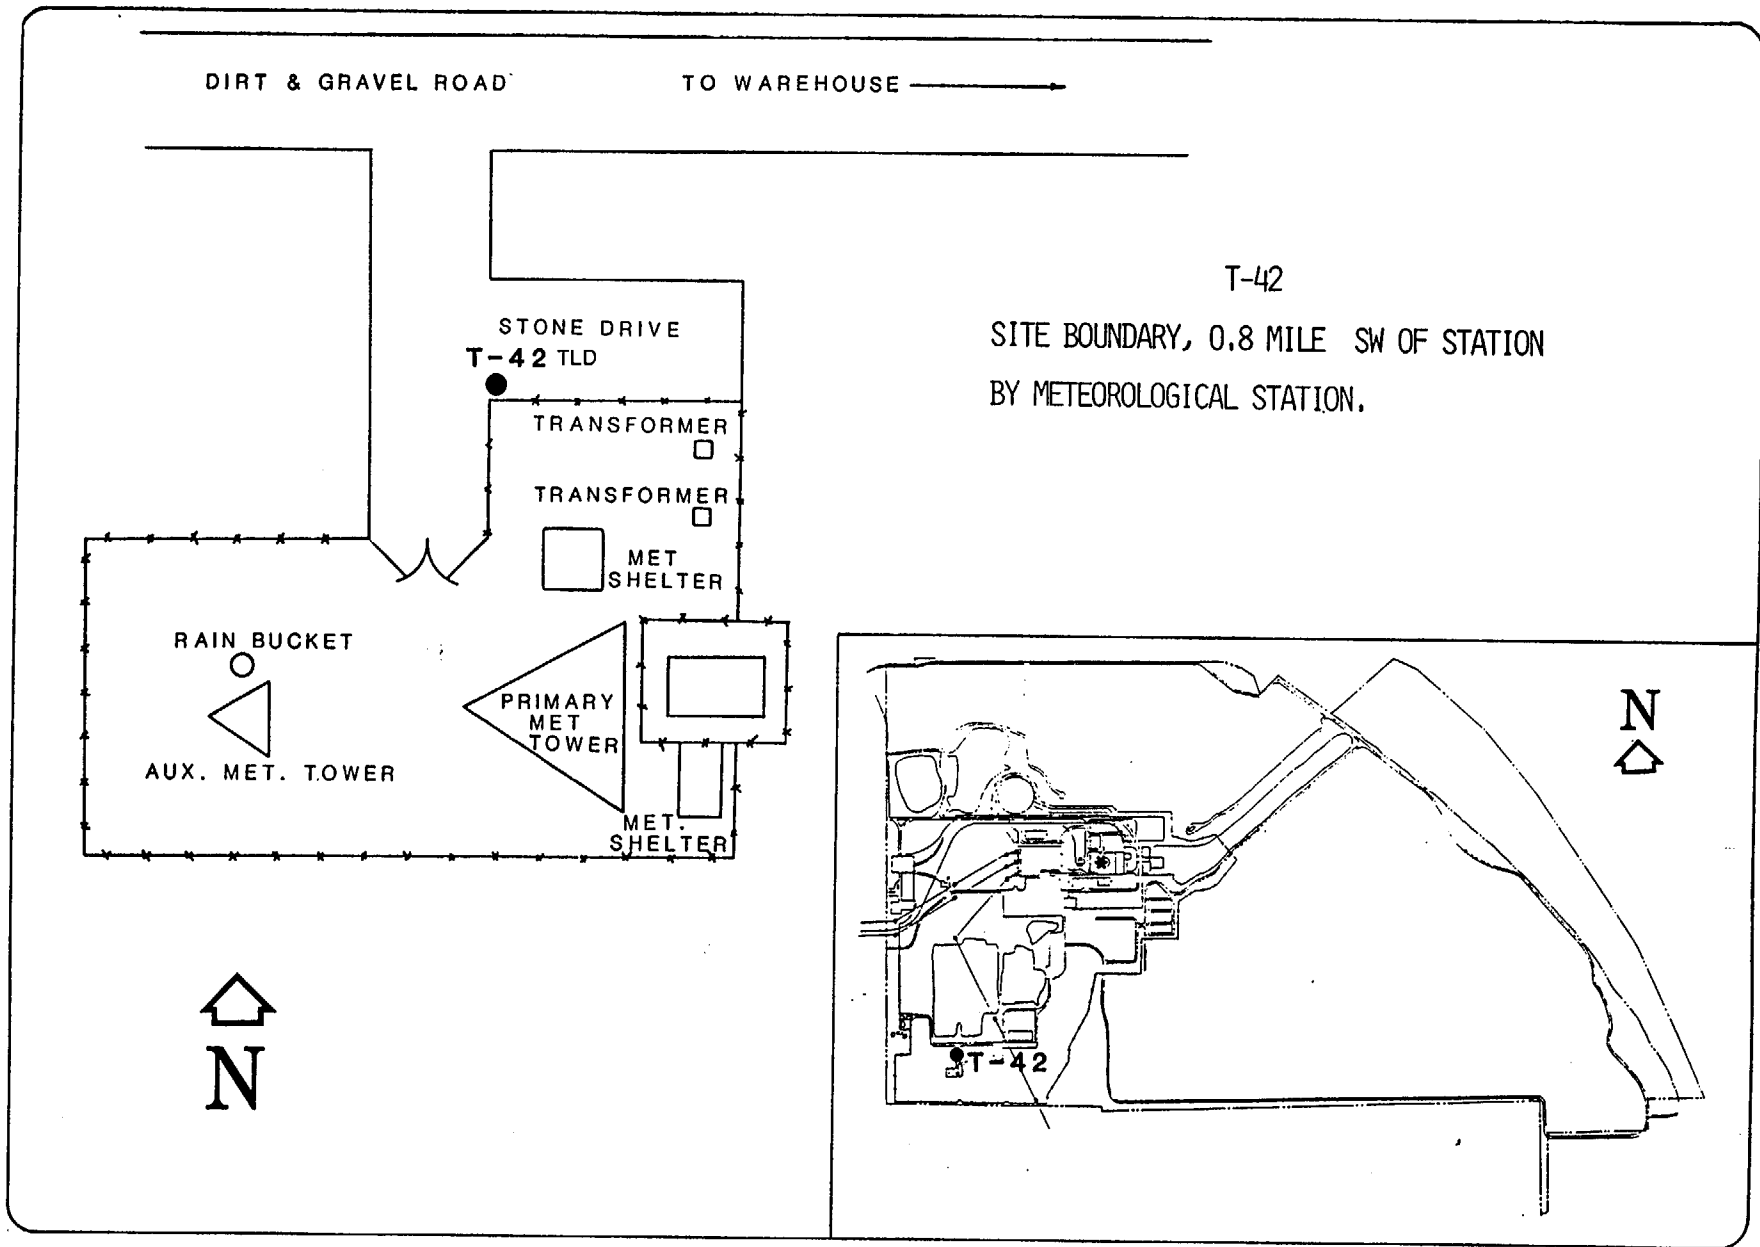 DIRT & GRAVEL ROAD
TO WAREHOUSE
T-42
SITE BOUNDARY, 0.8 MILE SW OF STATION
BY METEOROLOGICAL STATION.
STONE DRIVE
T-42 TLD
TRANSFORMER
TRANSFORMER
MET
SHELTER
RAIN BUCKET
PRIMARY
MET
TOWER
AUX. MET. TOWER
MET.
SHELTER
N
N
T-42